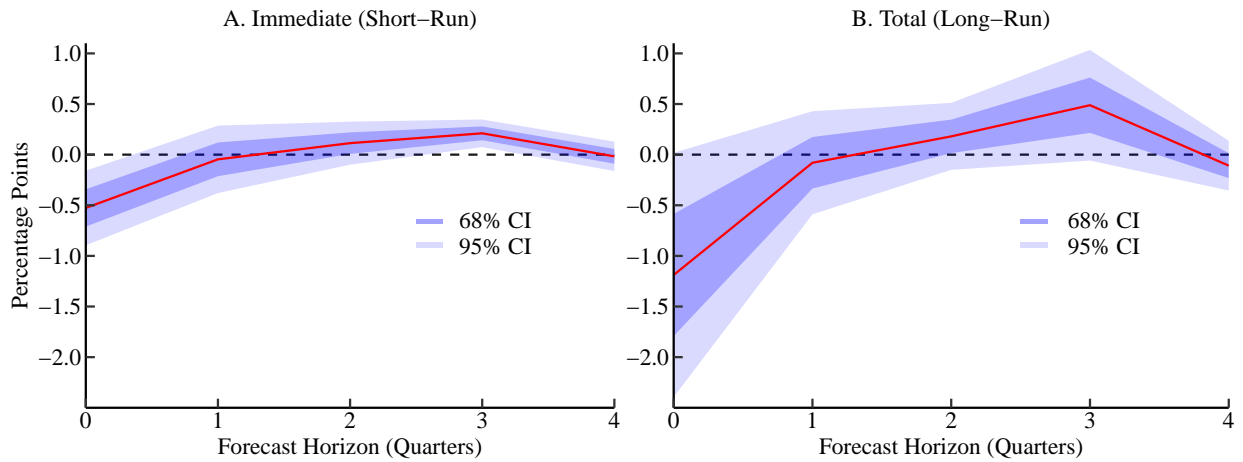 A. Immediate (Short−Run)
1.0
0.5
0.0
−0.5
−1.0
−1.5
−2.0
Percentage Points
68% CI
95% CI
0 1 2 3 4
Forecast Horizon (Quarters)
B. Total (Long−Run)
1.0
0.5
0.0
−0.5
−1.0
−1.5
−2.0
68% CI
95% CI
0 1 2 3 4
Forecast Horizon (Quarters)